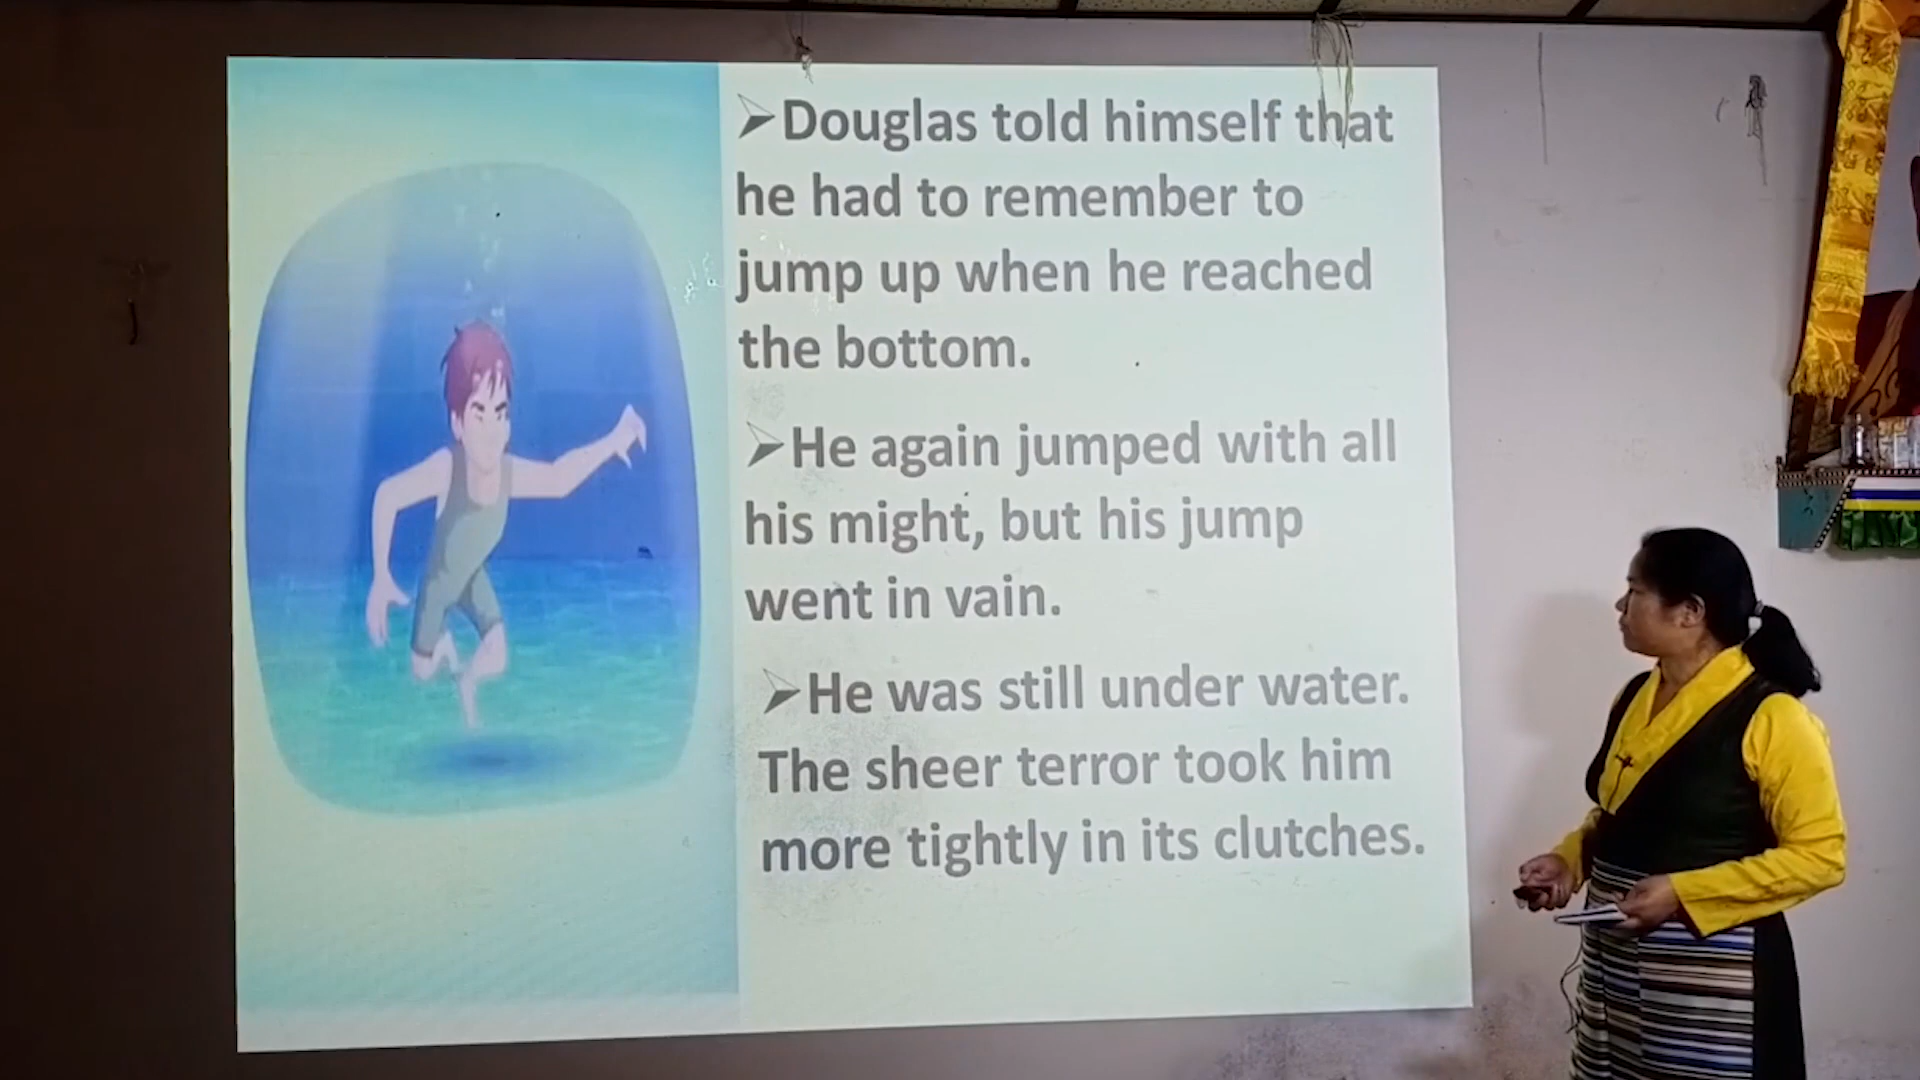 ➢Douglas told himself that
he had to remember to
jump up when he reached
the bottom.
➢He again jumped with all
his might, but his jump
went in vain.
➢He was still under water.
The sheer terror took him
more tightly in its clutches.